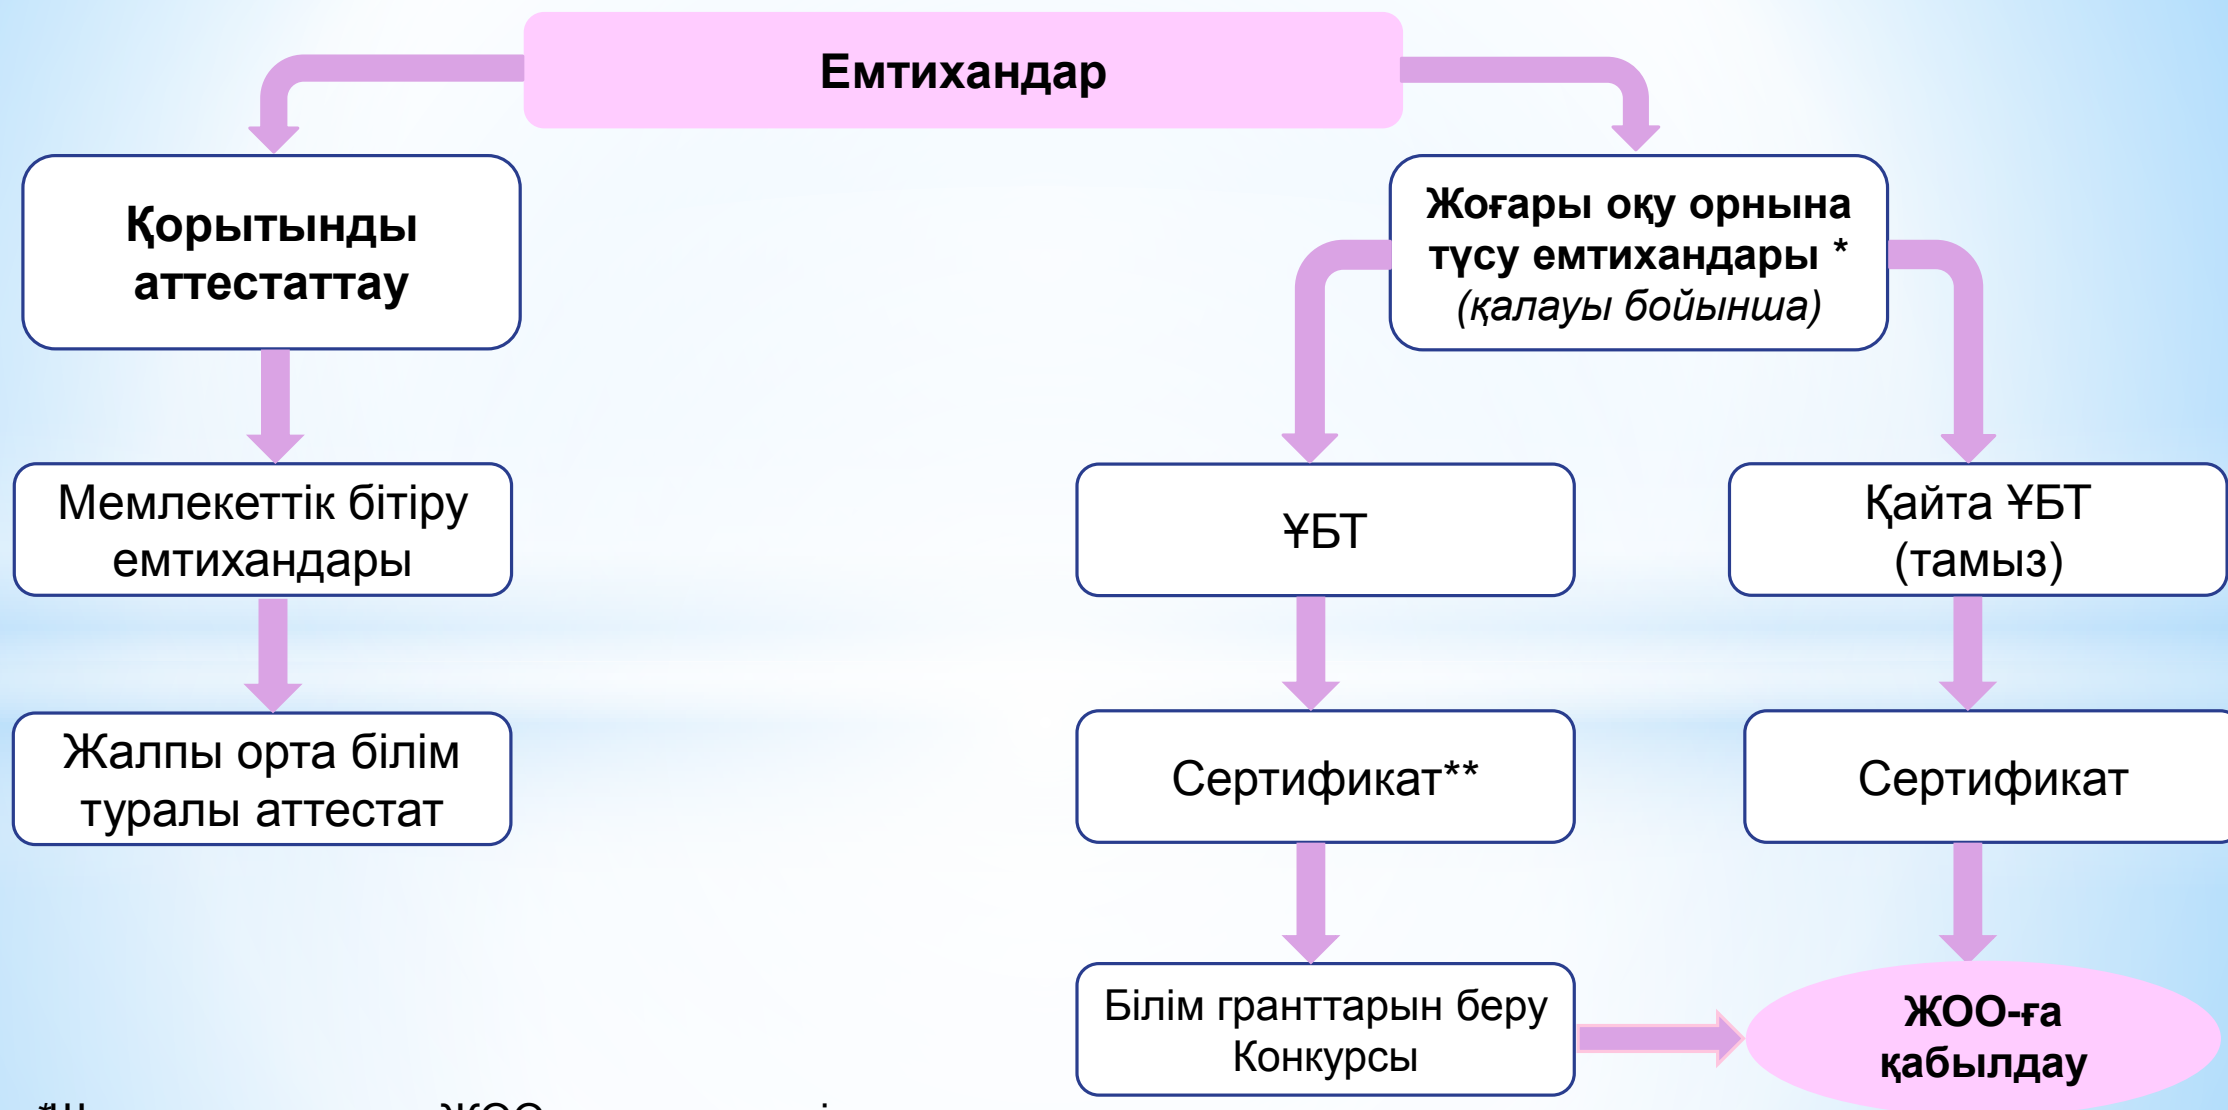 Емтихандар
Қорытынды
аттестаттау
Жоғары оқу орнына
түсу емтихандары *
(қалауы бойынша)
Мемлекеттік бітіру
емтихандары
ҰБТ
Қайта ҰБТ
(тамыз)
Жалпы орта білім
туралы аттестат
Сертификат**
Сертификат
Білім гранттарын беру
Конкурсы
ЖОО-ға
қабылдау